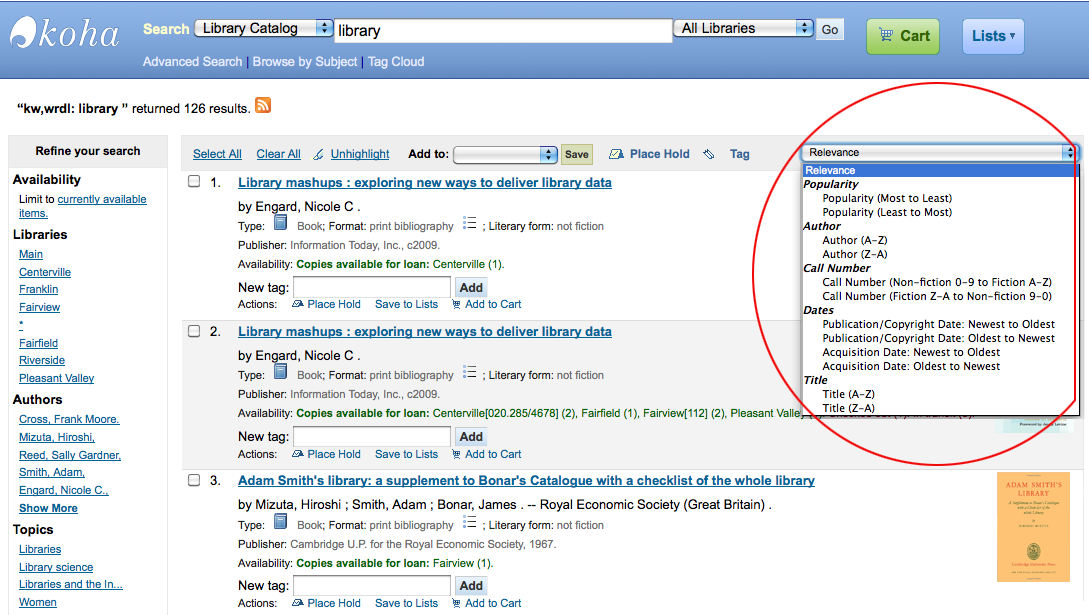 koha
Search Library Catalog library All Libraries Go Cart Lists
Advanced Search | Browse by Subject | Tag Cloud
“kw,wrdl: library ” returned 126 results.
Refine your search
Availability
Limit to currently available
items.
Libraries
Main
Centerville
Franklin
Fairview
*
Fairfield
Riverside
Pleasant Valley
Authors
Cross, Frank Moore.
Mizuta, Hiroshi,
Reed, Sally Gardner,
Smith, Adam,
Engard, Nicole C.,
Show More
Topics
Libraries
Library science
Libraries and the In...
Women
Select All Clear All Unhighlight Add to: Save Place Hold Tag
Relevance
Relevance
Popularity
Popularity (Most to Least)
Popularity (Least to Most)
Author
Author (A-Z)
Author (Z-A)
Call Number
Call Number (Non-fiction 0-9 to Fiction A-Z)
Call Number (Fiction Z-A to Non-fiction 9-0)
Dates
Publication/Copyright Date: Newest to Oldest
Publication/Copyright Date: Oldest to Newest
Acquisition Date: Newest to Oldest
Acquisition Date: Oldest to Newest
Title
Title (A-Z)
Title (Z-A)
1. Library mashups : exploring new ways to deliver library data
by Engard, Nicole C .
Type: Book; Format: print bibliography ; Literary form: not fiction
Publisher: Information Today, Inc., c2009.
Availability: Copies available for loan: Centerville (1).
New tag: Add
Actions: Place Hold Save to Lists Add to Cart
2. Library mashups : exploring new ways to deliver library data
by Engard, Nicole C .
Type: Book; Format: print bibliography ; Literary form: not fiction
Publisher: Information Today, Inc., c2009.
Availability: Copies available for loan: Centerville[020.285/4678] (2), Fairfield (1), Fairview[112] (2), Pleasant Valley
New tag: Add
Actions: Place Hold Save to Lists Add to Cart
3. Adam Smith's library: a supplement to Bonar's Catalogue with a checklist of the whole library
by Mizuta, Hiroshi ; Smith, Adam ; Bonar, James . -- Royal Economic Society (Great Britain) .
Type: Book; Format: print bibliography ; Literary form: not fiction
Publisher: Cambridge U.P. for the Royal Economic Society, 1967.
Availability: Copies available for loan: Fairview (1).
New tag: Add
Actions: Place Hold Save to Lists Add to Cart
ADAM SMITH'S
LIBRARY